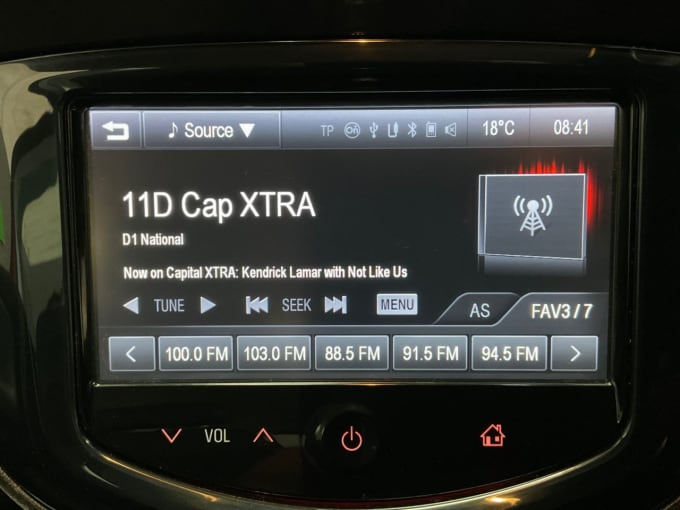 Source TP 18°C 08:41
11D Cap XTRA
D1 National
Now on Capital XTRA: Kendrick Lamar with Not Like Us
TUNE SEEK MENU AS FAV3 / 7
100.0 FM 103.0 FM 88.5 FM 91.5 FM 94.5 FM
VOL